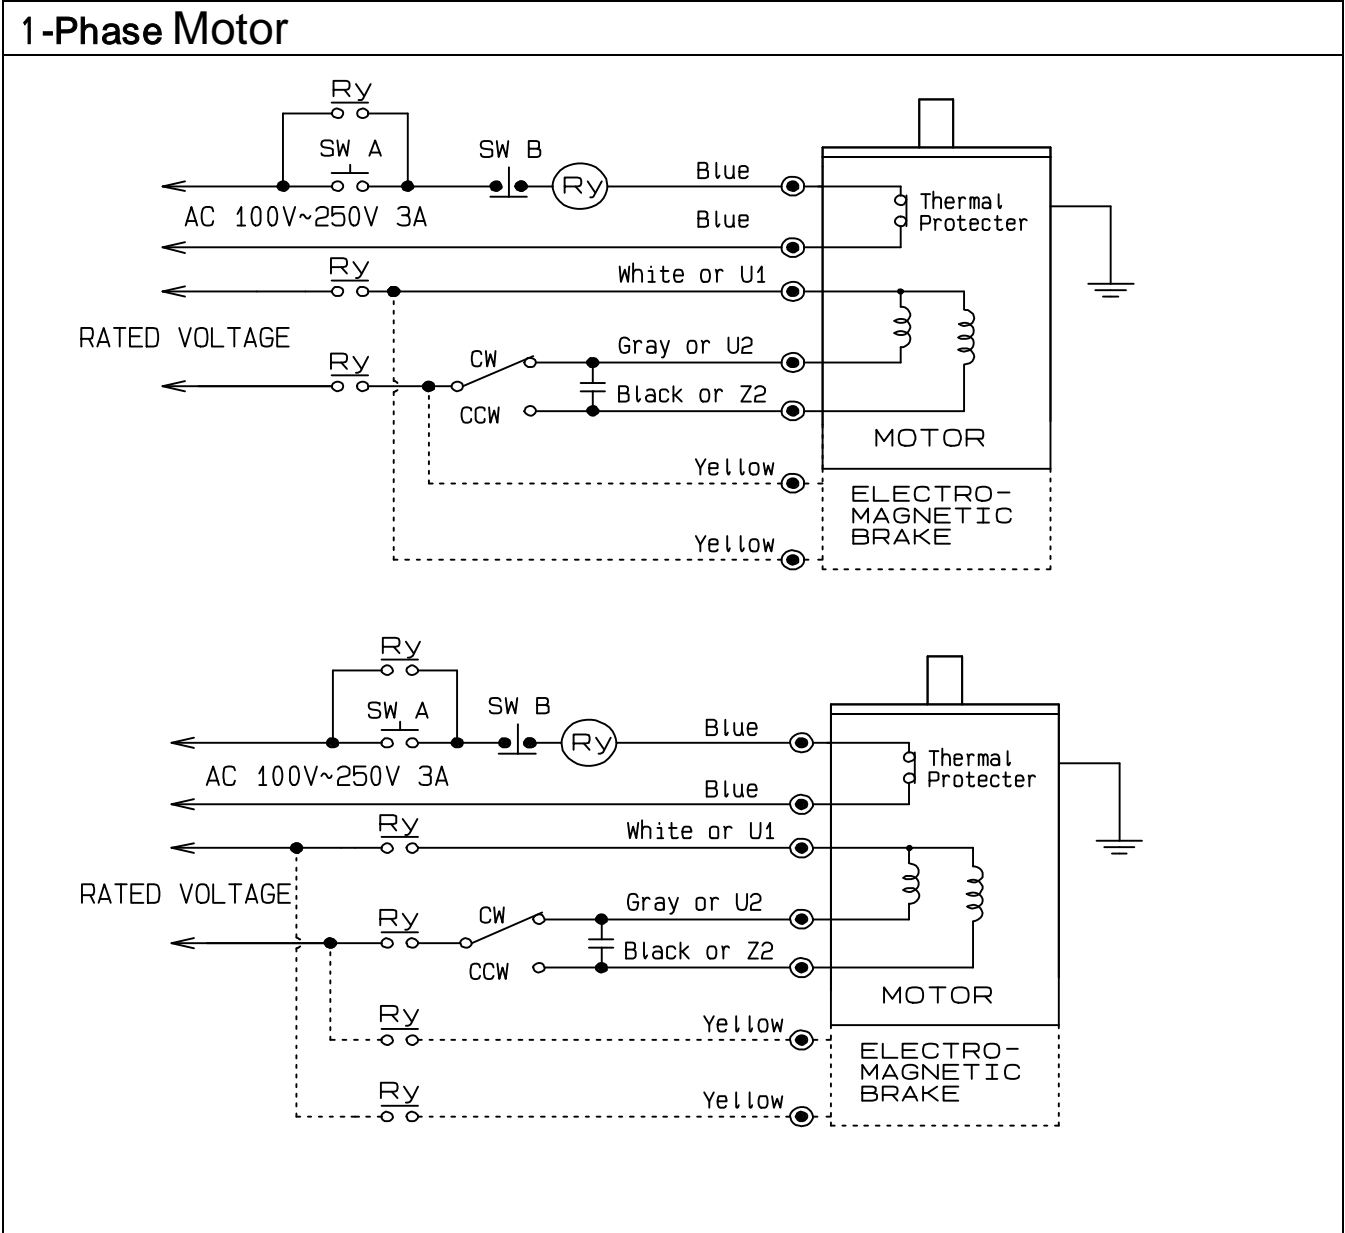 1-Phase Motor
Ry
SW A
SW B
Ry
Blue
AC 100V~250V 3A
Blue
Thermal
Protecter
Ry
White or U1
RATED VOLTAGE
Ry
CW
Gray or U2
CCW
Black or Z2
MOTOR
Yellow
ELECTRO-
MAGNETIC
BRAKE
Yellow
Ry
SW A
SW B
Ry
Blue
AC 100V~250V 3A
Blue
Thermal
Protecter
Ry
White or U1
RATED VOLTAGE
Ry
CW
Gray or U2
CCW
Black or Z2
MOTOR
Ry
Yellow
ELECTRO-
MAGNETIC
BRAKE
Ry
Yellow